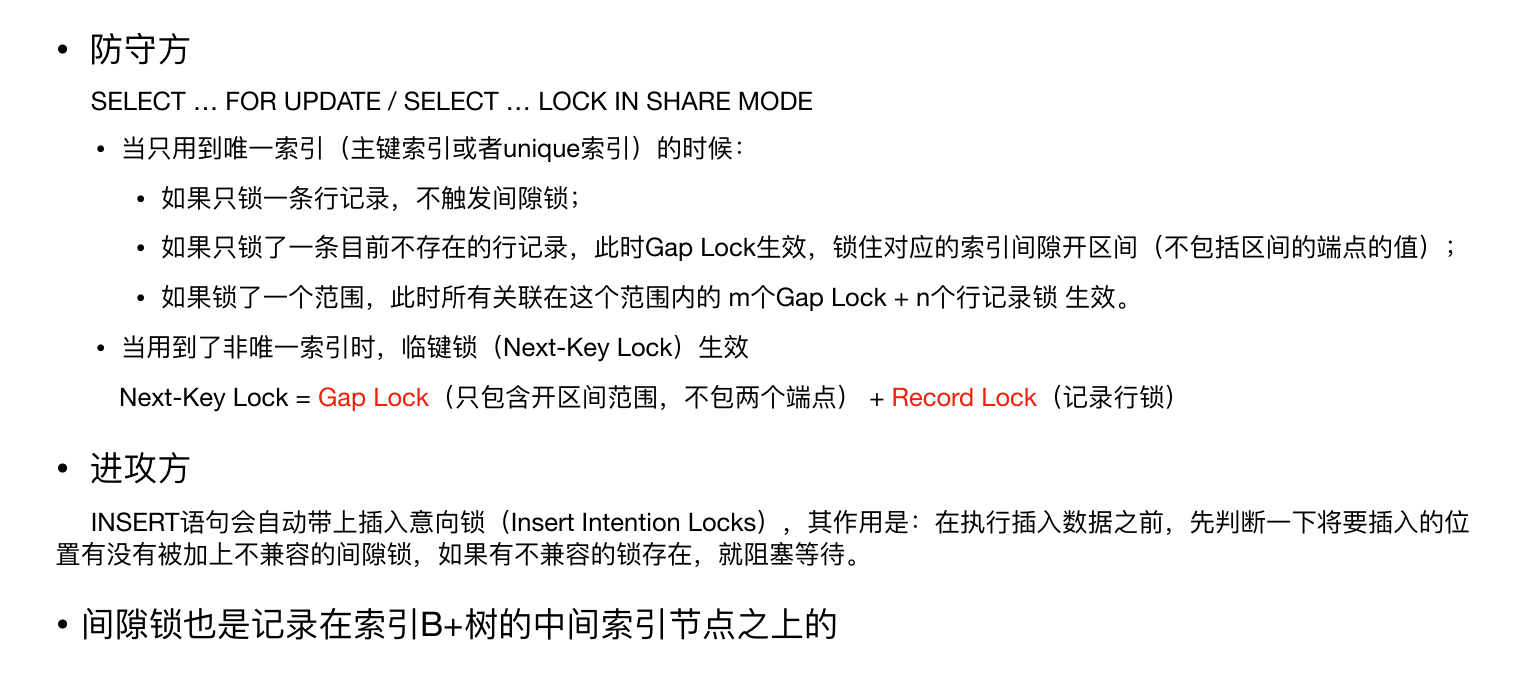 • 防守方
SELECT … FOR UPDATE / SELECT … LOCK IN SHARE MODE
• 当只用到唯一索引（主键索引或者unique索引）的时候：
• 如果只锁一条行记录，不触发间隙锁；
• 如果只锁了一条目前不存在的行记录，此时Gap Lock生效，锁住对应的索引间隙开区间（不包括区间的端点的值）；
• 如果锁了一个范围，此时所有关联在这个范围内的 m个Gap Lock + n个行记录锁 生效。
• 当用到了非唯一索引时，临键锁（Next-Key Lock）生效
Next-Key Lock = Gap Lock（只包含开区间范围，不包两个端点） + Record Lock（记录行锁）
• 进攻方
INSERT语句会自动带上插入意向锁（Insert Intention Locks），其作用是：在执行插入数据之前，先判断一下将要插入的位
置有没有被加上不兼容的间隙锁，如果有不兼容的锁存在，就阻塞等待。
• 间隙锁也是记录在索引B+树的中间索引节点之上的